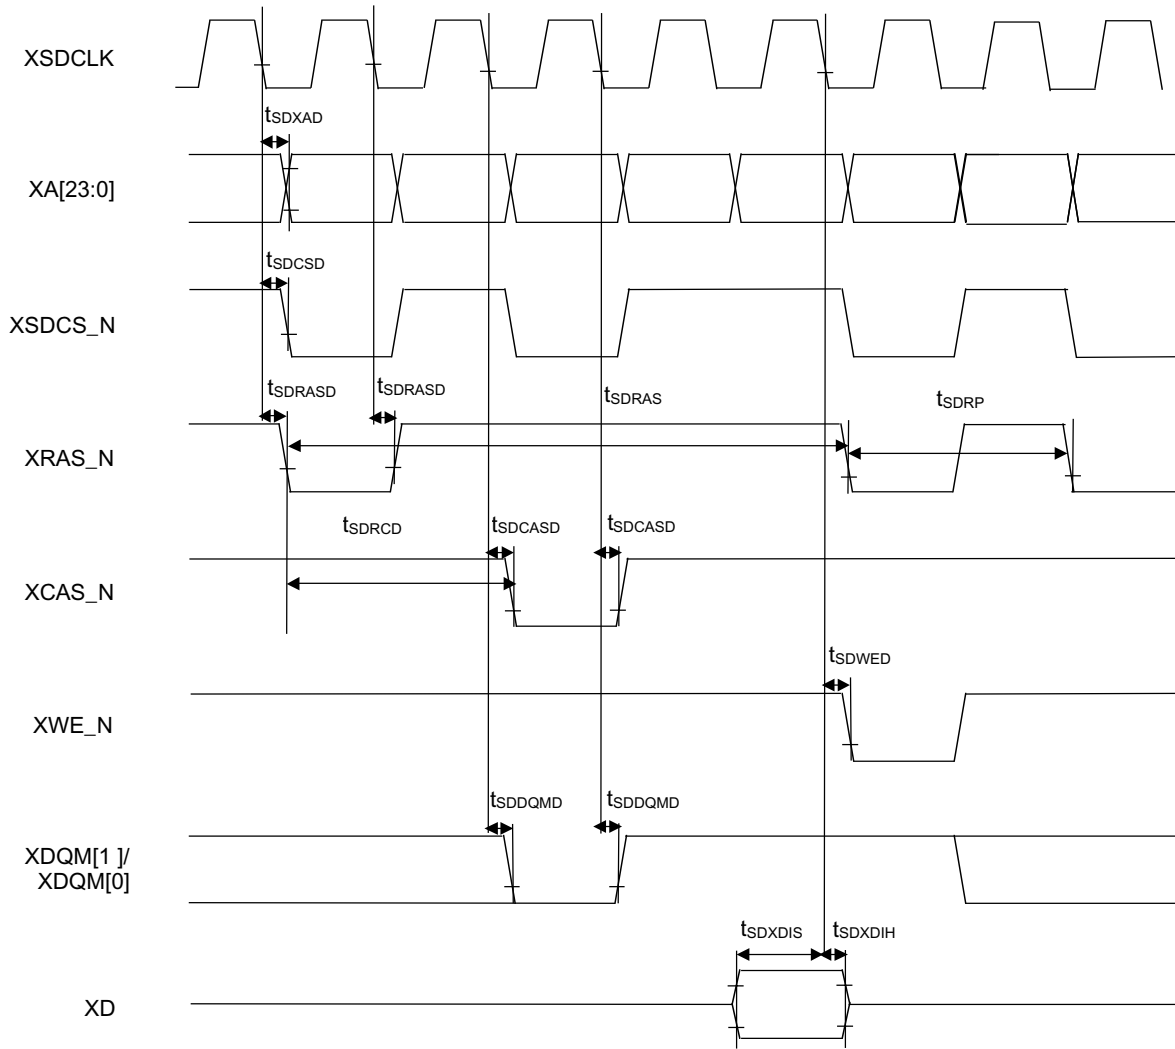 XSDCLK
tSDXAD
XA[23:0]
tSDCSD
XSDCS_N
tSDRASD tSDRASD tSDRAS tSDRP
XRAS_N
tSDRCD tSDCASD tSDCASD
XCAS_N
tSDWED
XWE_N
tSDDQMD tSDDQMD
XDQM[1 ]/
XDQM[0]
tSDXDIS tSDXDIH
XD